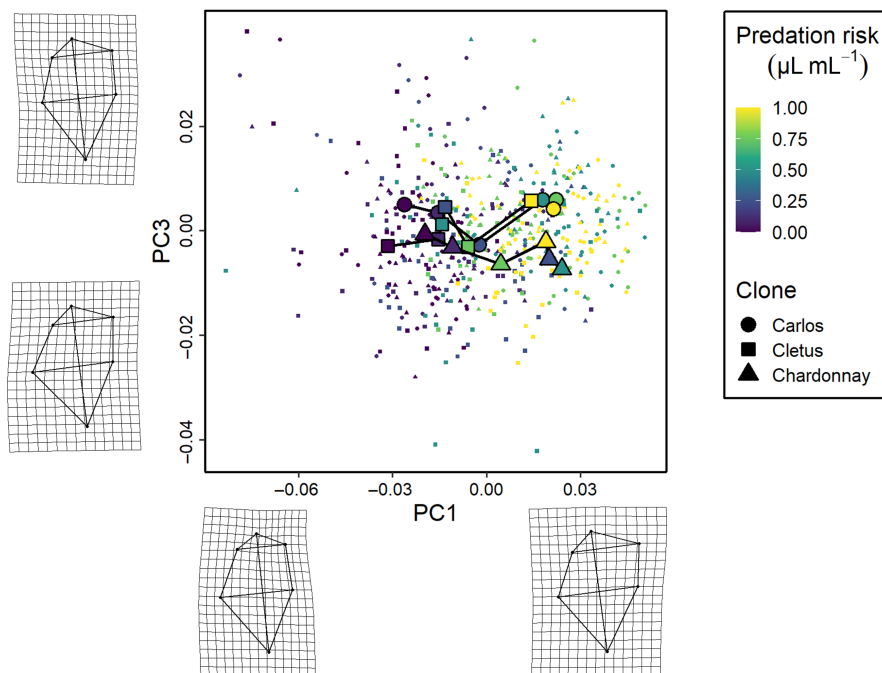 Predation risk
(µL mL⁻¹)
1.00
0.75
0.50
0.25
0.00
Clone
Carlos
Cletus
Chardonnay
PC3
0.02
0.00
−0.02
−0.04
−0.06
−0.03
0.00
0.03
PC1